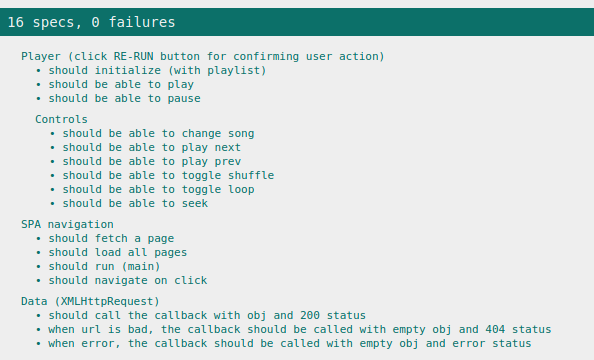 16 specs, 0 failures
Player (click RE-RUN button for confirming user action)
• should initialize (with playlist)
• should be able to play
• should be able to pause
Controls
• should be able to change song
• should be able to play next
• should be able to play prev
• should be able to toggle shuffle
• should be able to toggle loop
• should be able to seek
SPA navigation
• should fetch a page
• should load all pages
• should run (main)
• should navigate on click
Data (XMLHttpRequest)
• should call the callback with obj and 200 status
• when url is bad, the callback should be called with empty obj and 404 status
• when error, the callback should be called with empty obj and error status